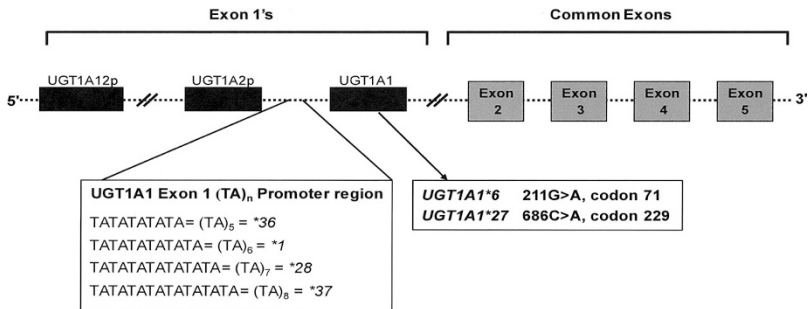 Exon 1's Common Exons
UGT1A12p UGT1A2p UGT1A1
5' Exon 2 Exon 3 Exon 4 Exon 5 3'
UGT1A1 Exon 1 (TA)n Promoter region
TATATATATA= (TA)5 = *36
TATATATATATA= (TA)6 = *1
TATATATATATATA= (TA)7 = *28
TATATATATATATATA= (TA)8 = *37
UGT1A1*6 211G>A, codon 71
UGT1A1*27 686C>A, codon 229